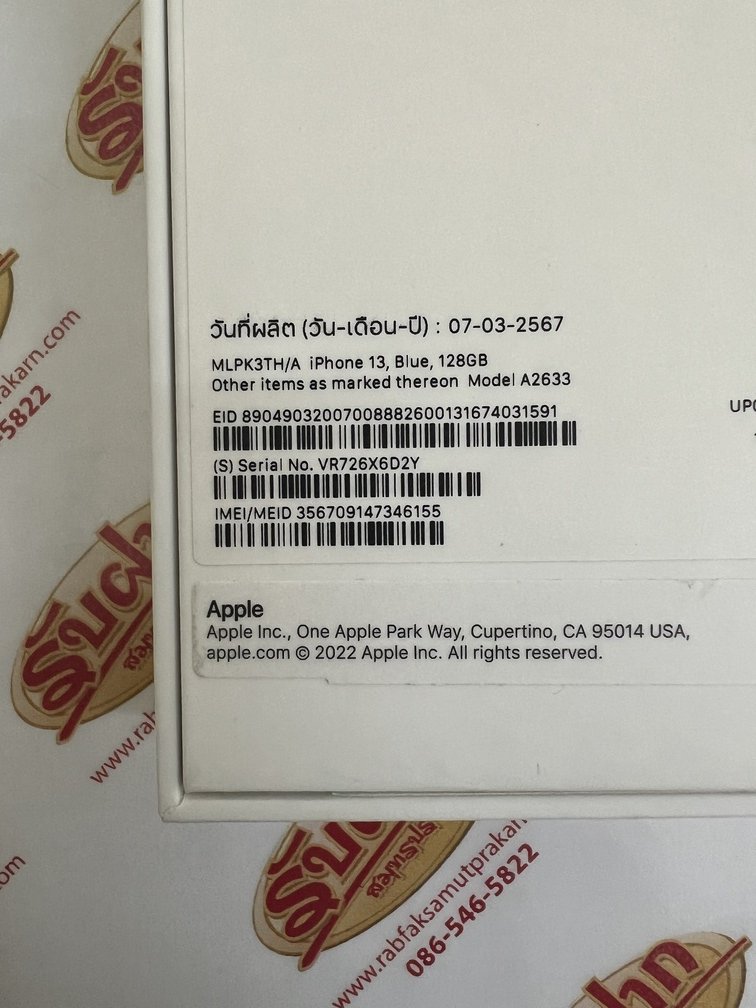 วันที่ผลิต (วัน-เดือน-ปี) : 07-03-2567
MLPK3TH/A iPhone 13, Blue, 128GB
Other items as marked thereon Model A2633
EID 89049032007008882600131674031591
(S) Serial No. VR726X6D2Y
IMEI/MEID 356709147346155
Apple
Apple Inc., One Apple Park Way, Cupertino, CA 95014 USA,
apple.com © 2022 Apple Inc. All rights reserved.
www.rabfaksamutprakarn
086-546-5822
akarn.com
5822